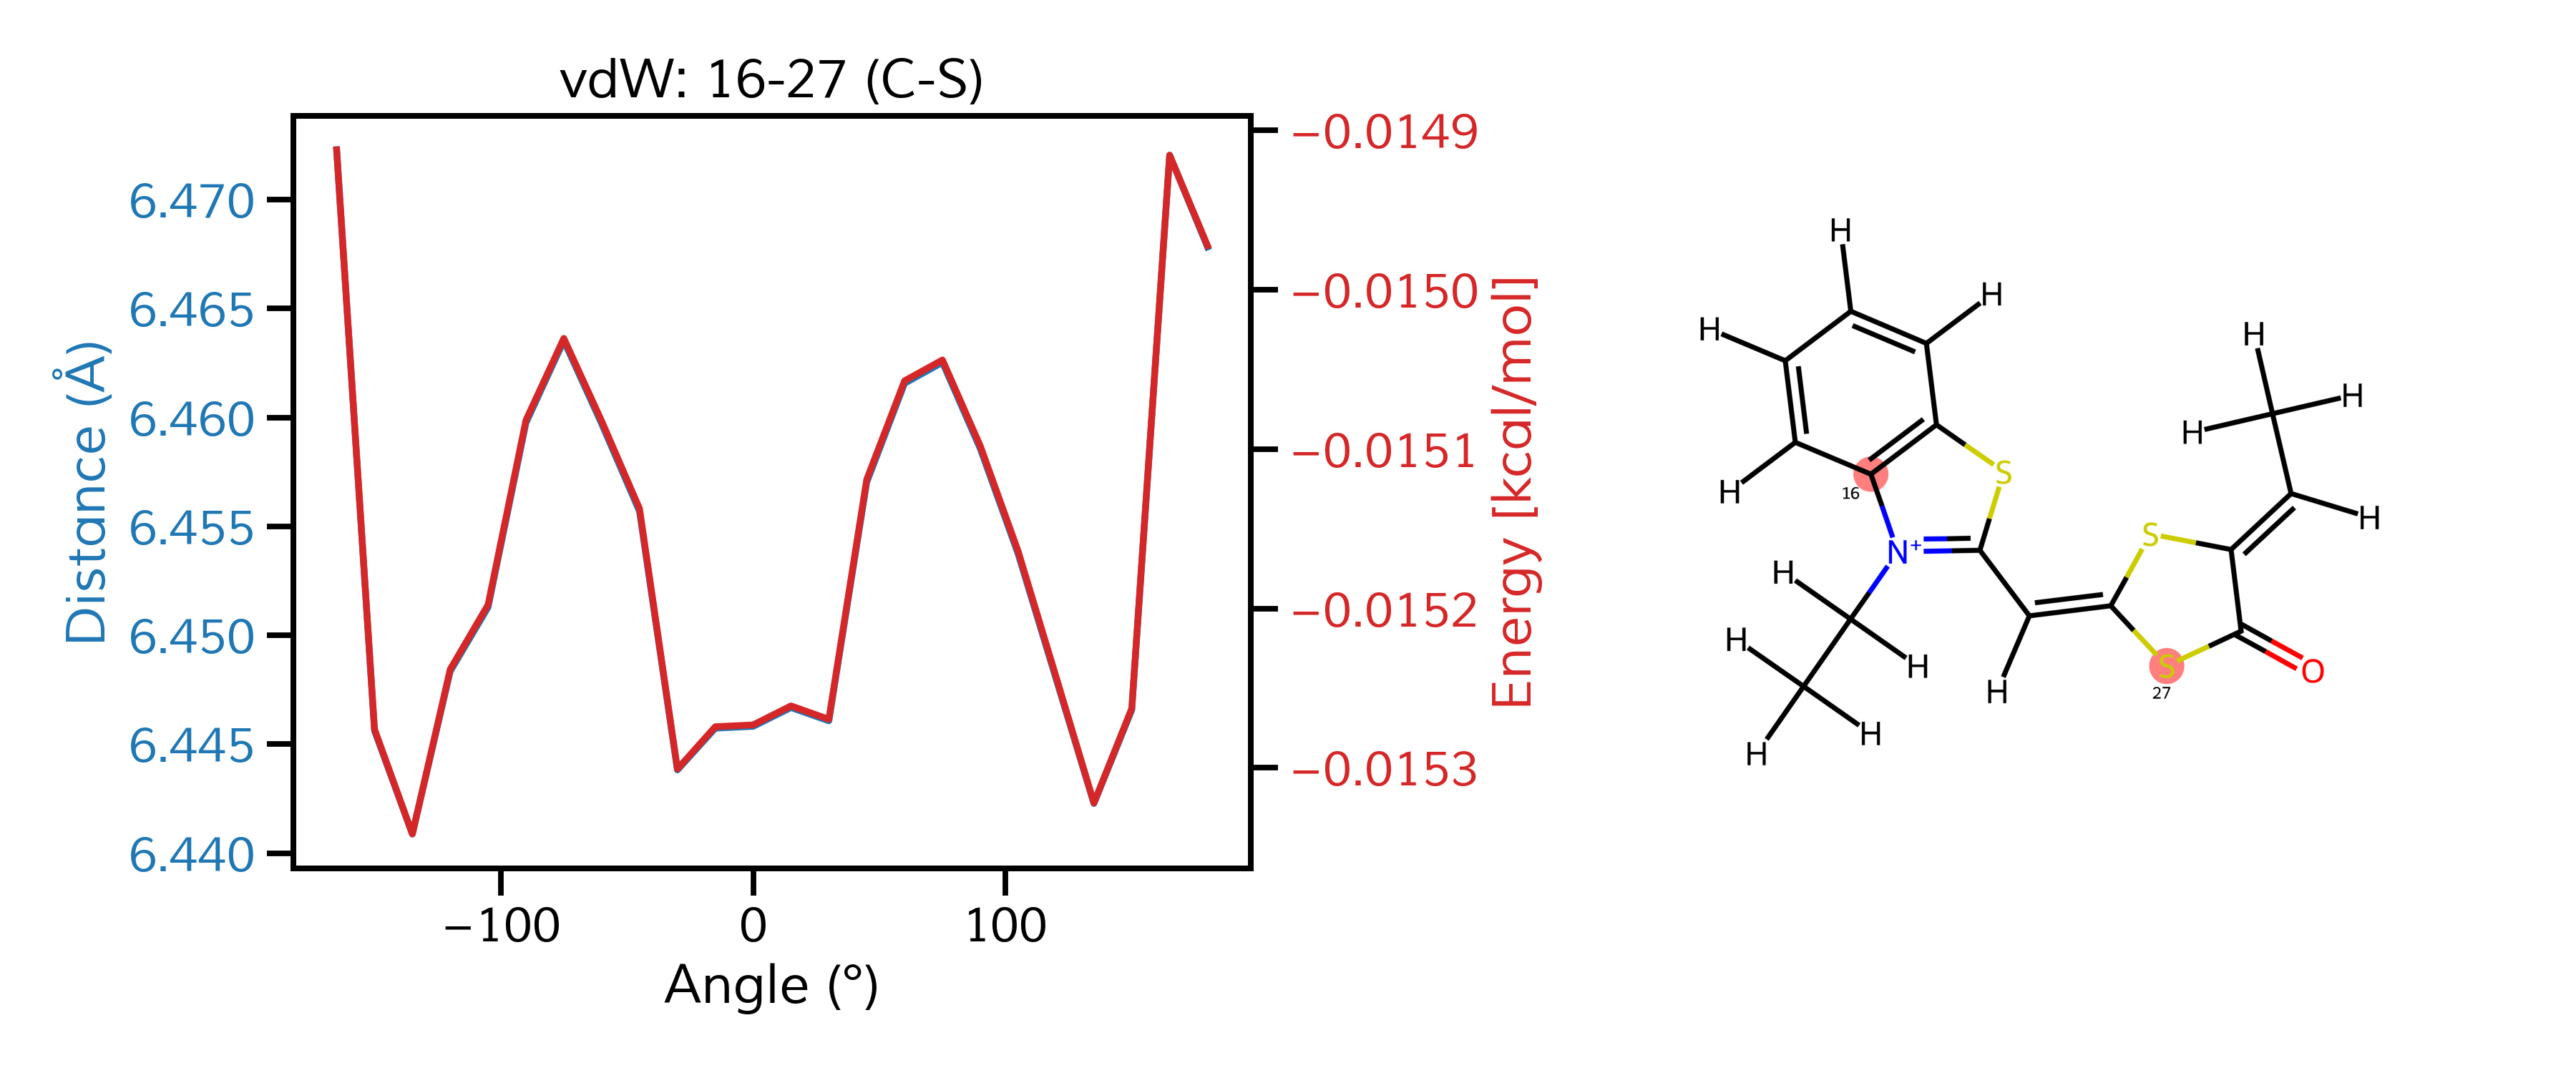 vdW: 16-27 (C-S)
Distance (Å)
6.470
6.465
6.460
6.455
6.450
6.445
6.440
−100
0
100
Angle (°)
−0.0149
−0.0150
−0.0151
−0.0152
−0.0153
Energy [kcal/mol]
H
H
H
H
H
H
H
S
16
H
S
H
N⁺
H
H
H
S
O
27
H
H
H